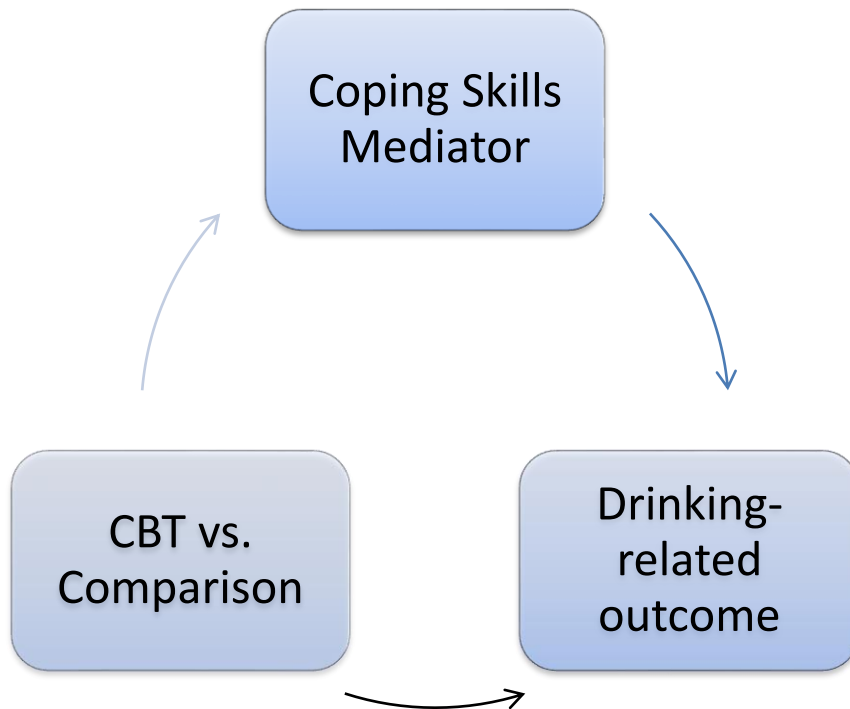 Coping Skills
Mediator
CBT vs.
Comparison
Drinking-
related
outcome